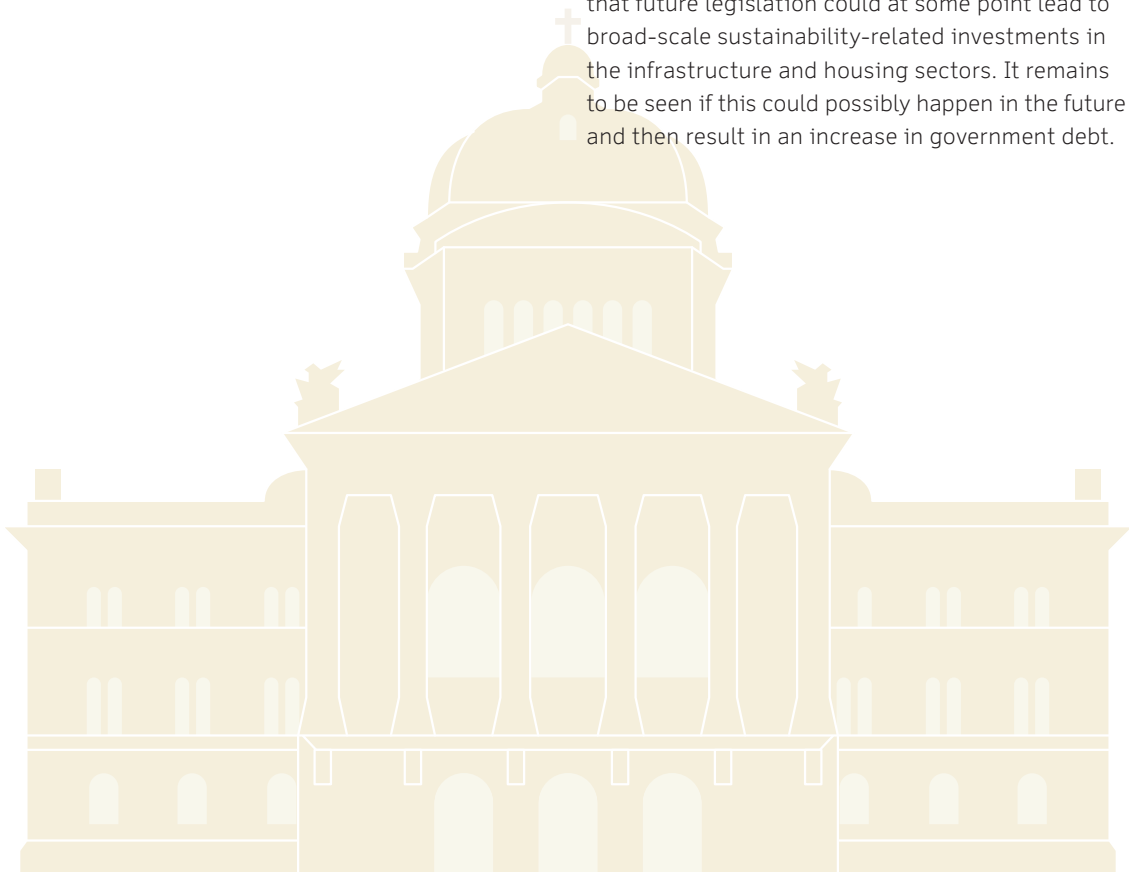 that future legislation could at some point lead to
broad-scale sustainability-related investments in
the infrastructure and housing sectors. It remains
to be seen if this could possibly happen in the future
and then result in an increase in government debt.